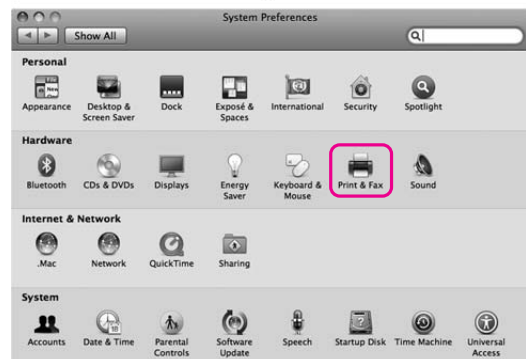 System Preferences
Show All
Personal
Appearance
Desktop &
Screen Saver
Dock
Exposé &
Spaces
International
Security
Spotlight
Hardware
Bluetooth
CDs & DVDs
Displays
Energy
Saver
Keyboard &
Mouse
Print & Fax
Sound
Internet & Network
.Mac
Network
QuickTime
Sharing
System
Accounts
Date & Time
Parental
Controls
Software
Update
Speech
Startup Disk
Time Machine
Universal
Access